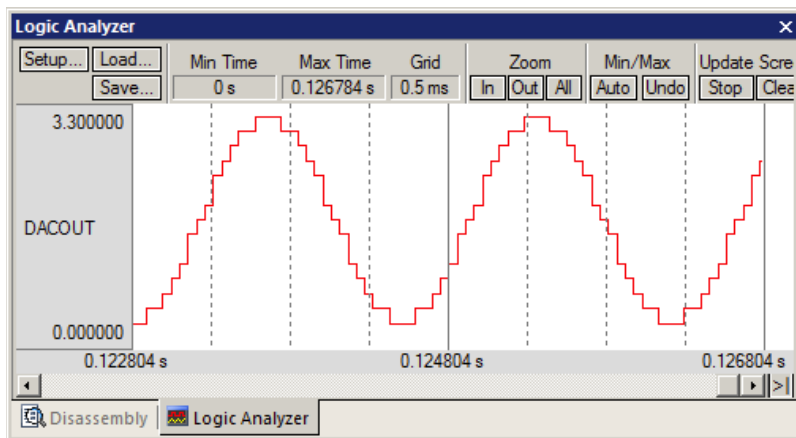 Logic Analyzer
Setup... Load... Min Time Max Time Grid Zoom Min/Max Update Scre
Save... 0 s 0.126784 s 0.5 ms In Out All Auto Undo Stop Clea
3.300000
DACOUT
0.000000
0.122804 s 0.124804 s 0.126804 s
Disassembly Logic Analyzer